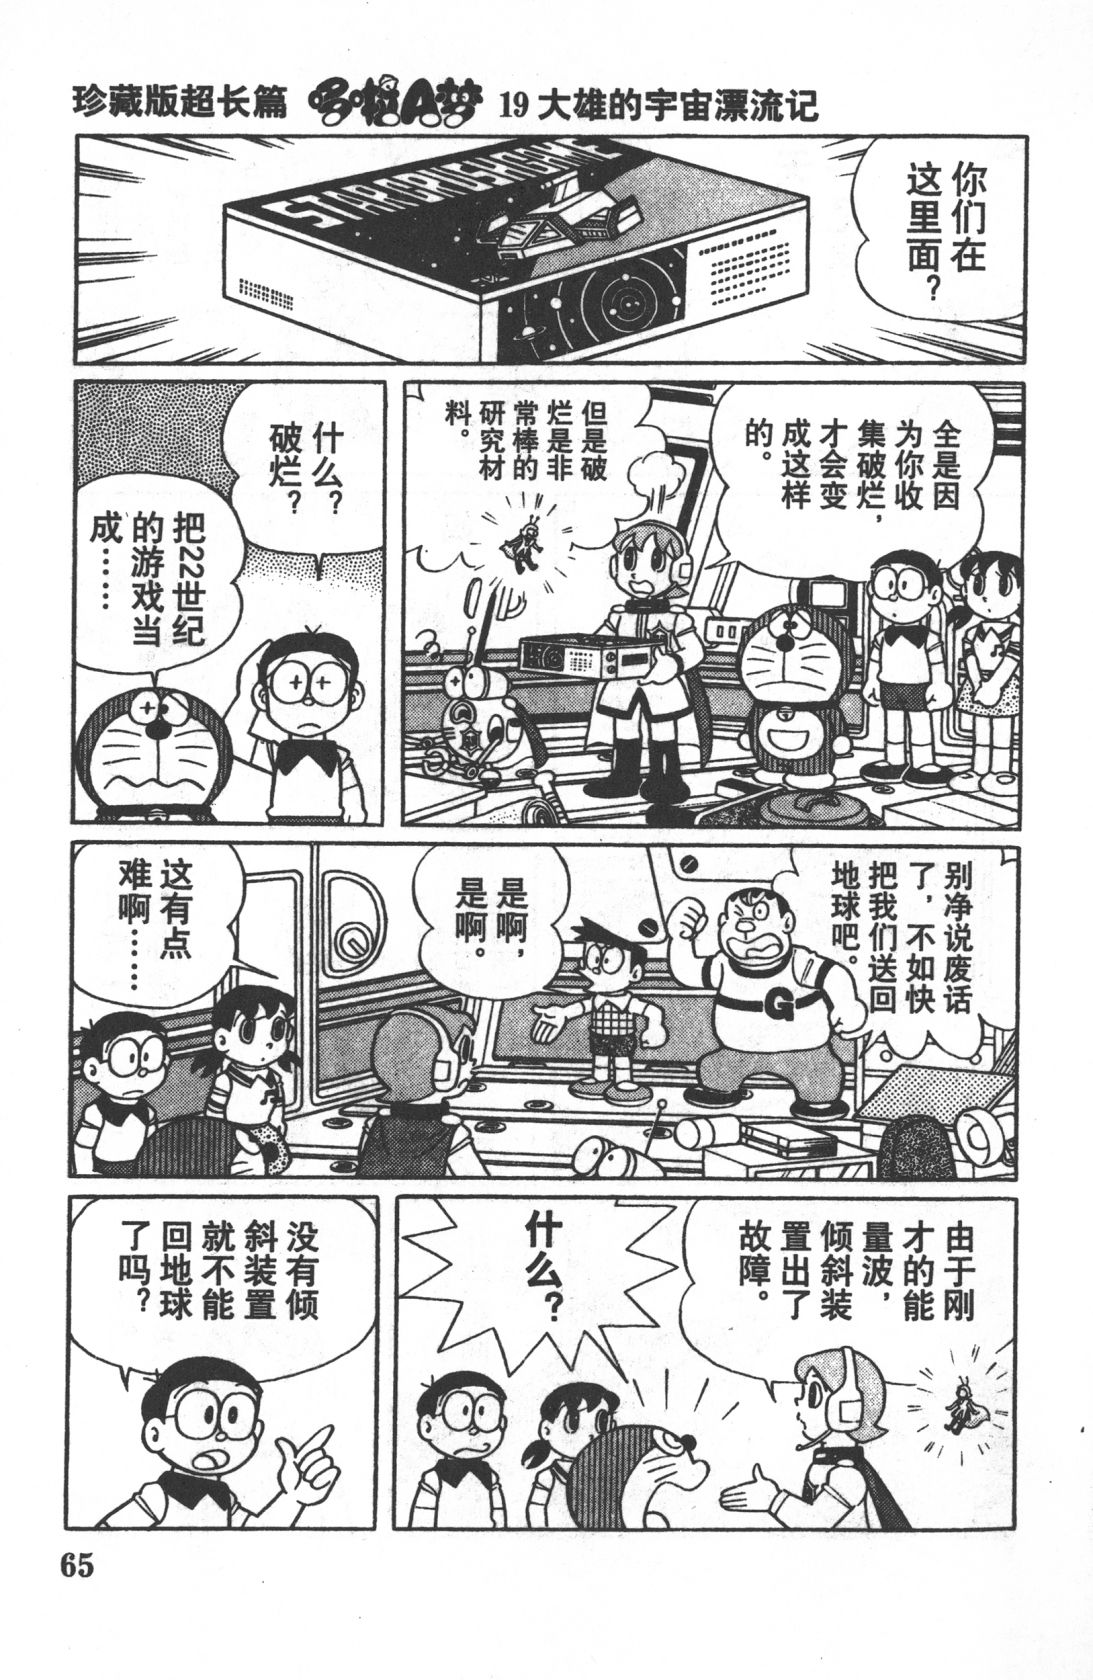 珍藏版超长篇 哆啦A梦 19 大雄的宇宙漂流记
你们在
这里面？
全是因
为你收
集破烂，
才会变
成这样
的。
但是破
烂是非
常棒的
研究材
料。
什么？
破烂？
把22世纪
的游戏当
成……
别净说废话
了，不如快
把我们送回
地球吧。
是啊，
是啊。
这有点
难啊……
由于刚
才的能
量波，
倾斜装
置出了
故障。
什么？
没有倾
斜装置
就不能
回地球
了吗？
G
65